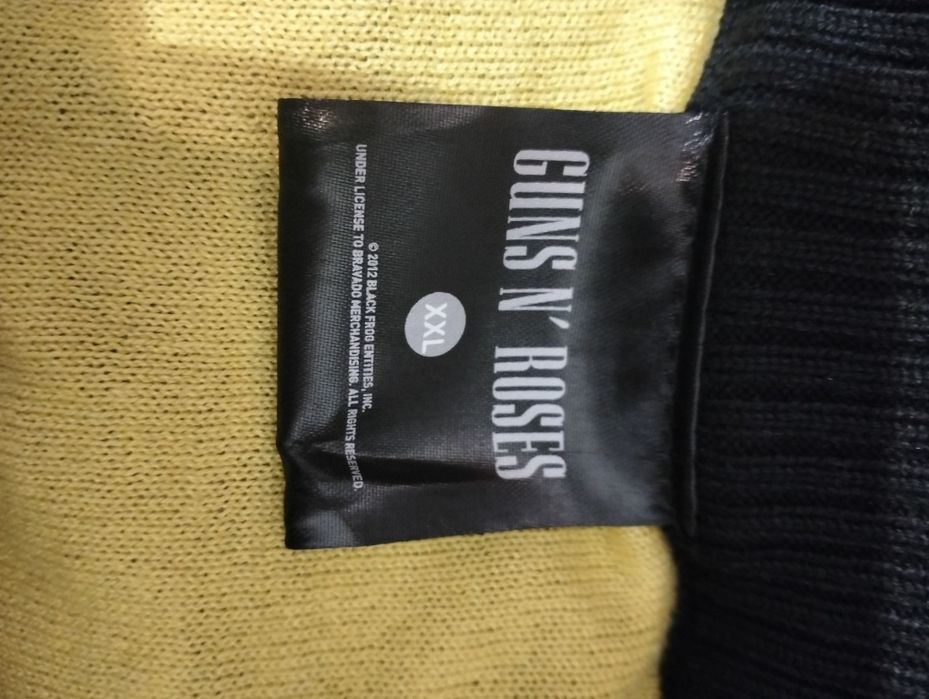 GUNS N' ROSES
XXL
© 2012 BLACK FROG ENTITIES, INC.
UNDER LICENSE TO BRAVADO MERCHANDISING. ALL RIGHTS RESERVED.